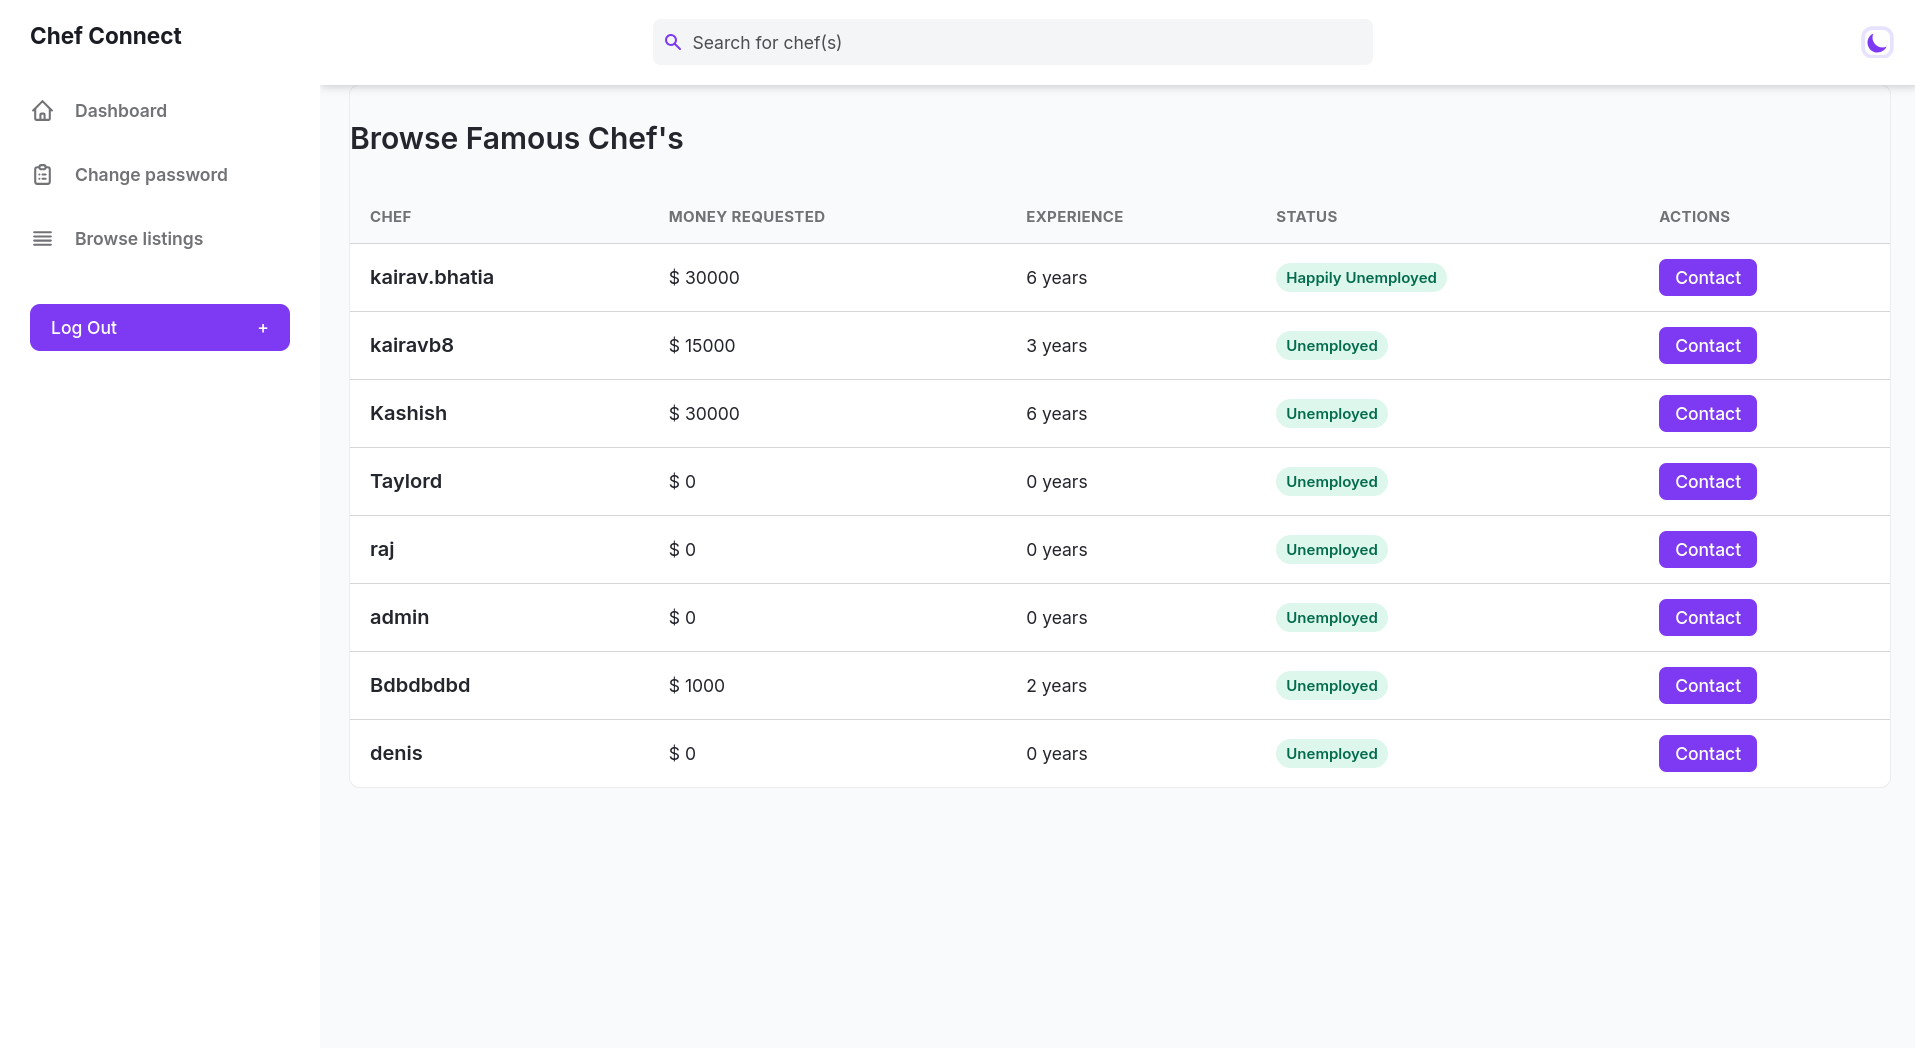 Chef Connect
Search for chef(s)
Dashboard
Change password
Browse listings
Log Out +
Browse Famous Chef's
CHEF MONEY REQUESTED EXPERIENCE STATUS ACTIONS
kairav.bhatia $ 30000 6 years Happily Unemployed Contact
kairavb8 $ 15000 3 years Unemployed Contact
Kashish $ 30000 6 years Unemployed Contact
Taylord $ 0 0 years Unemployed Contact
raj $ 0 0 years Unemployed Contact
admin $ 0 0 years Unemployed Contact
Bdbdbdbd $ 1000 2 years Unemployed Contact
denis $ 0 0 years Unemployed Contact